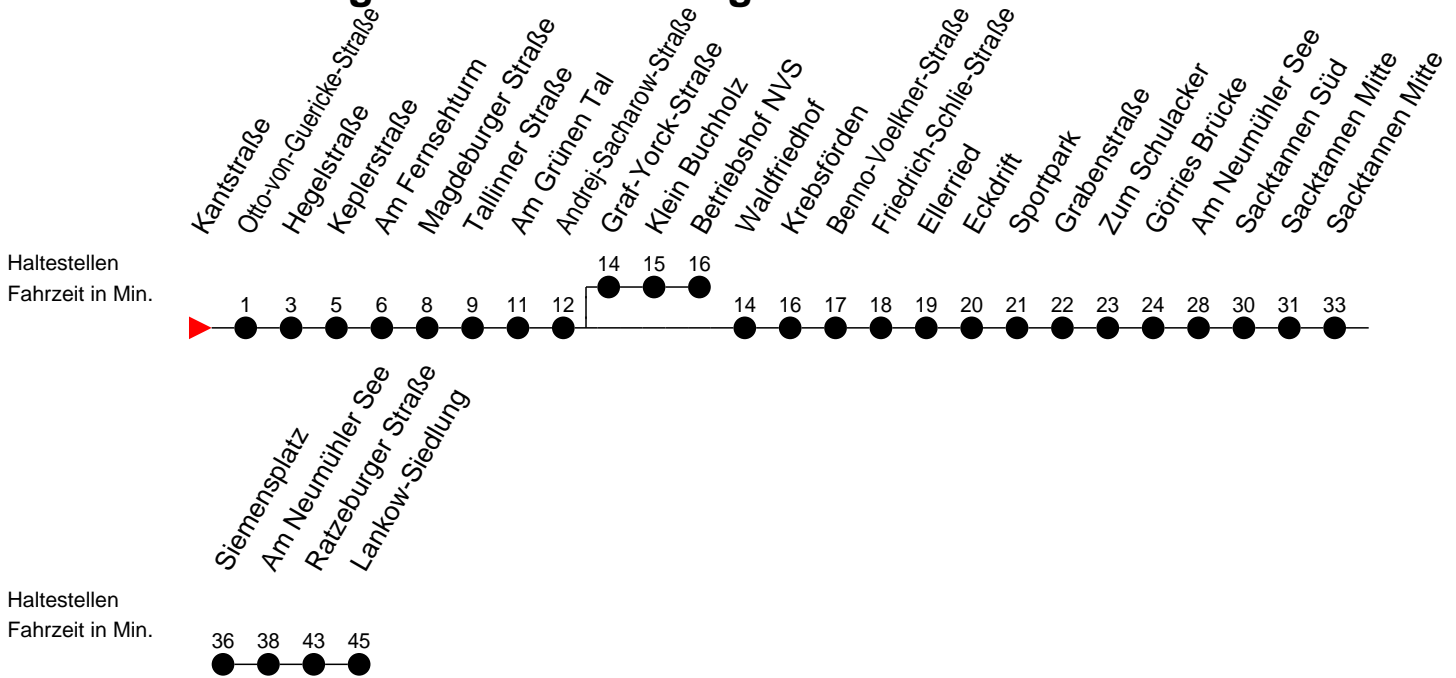 Kantstraße
Otto-von-Guericke-Straße
Hegelstraße
Keplerstraße
Am Fernsehturm
Magdeburger Straße
Tallinner Straße
Am Grünen Tal
Andrej-Sacharow-Straße
Graf-Yorck-Straße
Klein Buchholz
Betriebshof NVS
Waldfriedhof
Krebsförden
Benno-Voelkner-Straße
Friedrich-Schlie-Straße
Ellerried
Eckdrift
Sportpark
Grabenstraße
Zum Schulacker
Görries Brücke
Am Neumühler See
Sacktannen Süd
Sacktannen Mitte
Sacktannen Mitte
Haltestellen
Fahrzeit in Min.
14 15 16
1 3 5 6 8 9 11 12 14 16 17 18 19 20 21 22 23 24 28 30 31 33
Siemensplatz
Am Neumühler See
Ratzeburger Straße
Lankow-Siedlung
Haltestellen
Fahrzeit in Min.
36 38 43 45